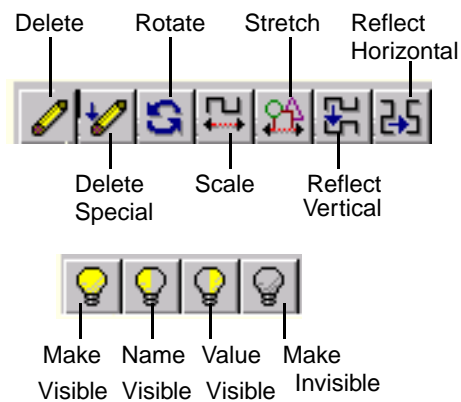 Delete Rotate Stretch Reflect
Horizontal
Delete Scale Reflect
Special Vertical
Make Name Value Make
Visible Visible Visible Invisible